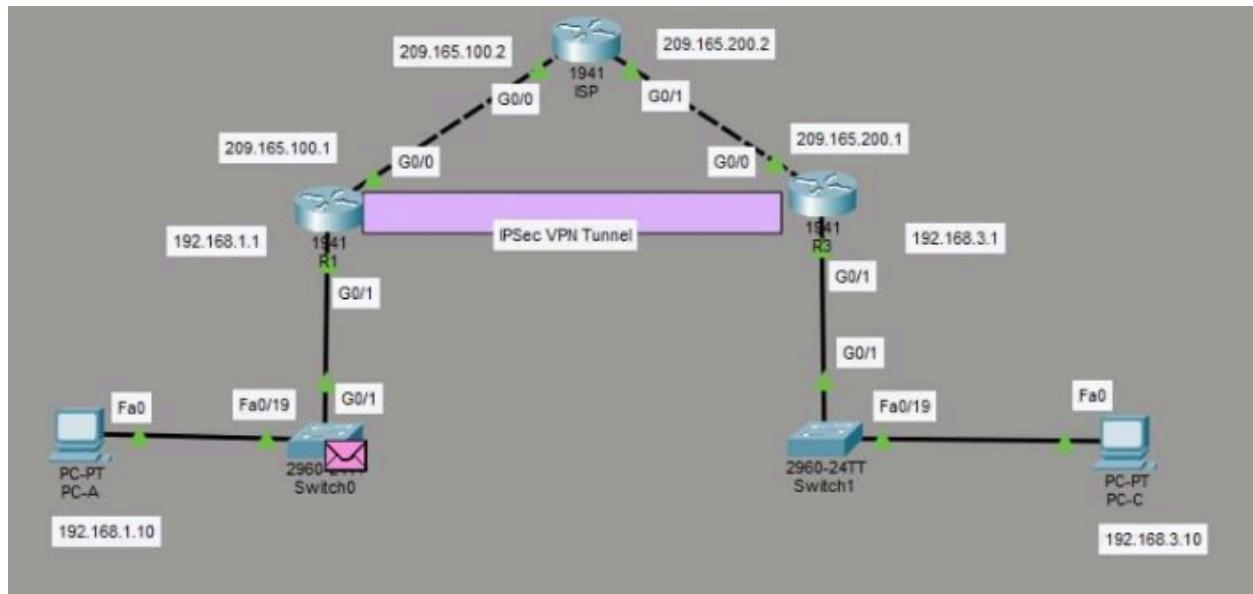 209.165.100.2
209.165.200.2
1941
ISP
G0/0
G0/1
209.165.100.1
209.165.200.1
G0/0
G0/0
192.168.1.1
1941
R1
IPSec VPN Tunnel
1941
R3
192.168.3.1
G0/1
G0/1
G0/1
G0/1
Fa0
Fa0/19
Fa0/19
Fa0
PC-PT
PC-A
2960-24TT
Switch0
2960-24TT
Switch1
PC-PT
PC-C
192.168.1.10
192.168.3.10